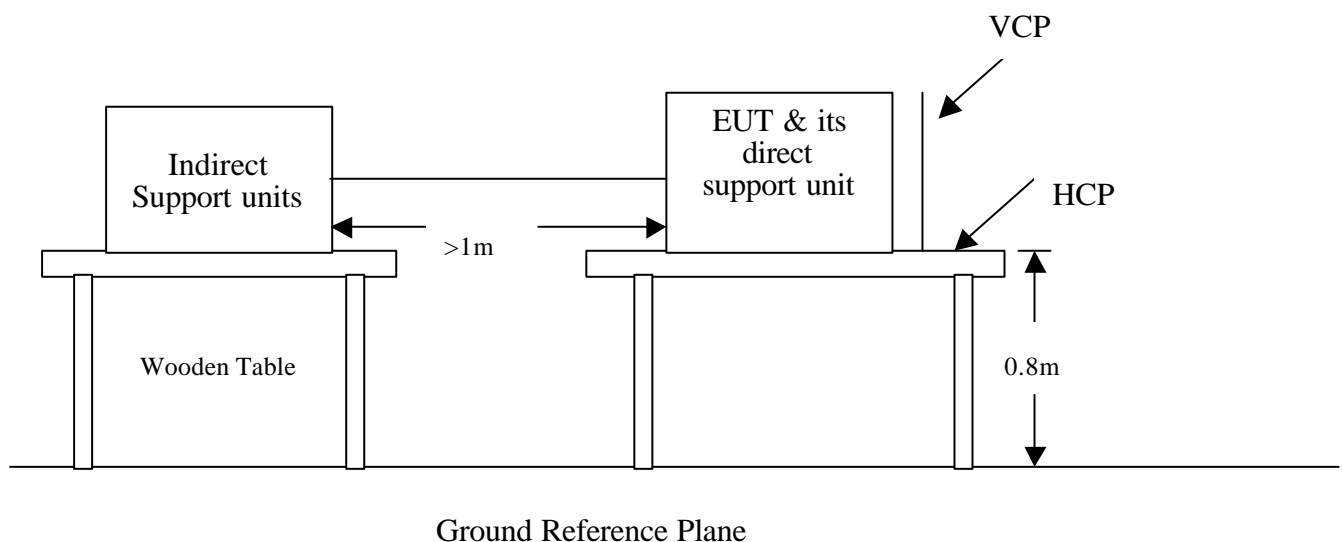 VCP
EUT & its
direct
support unit
Indirect
Support units
HCP
>1m
Wooden Table
0.8m
Ground Reference Plane